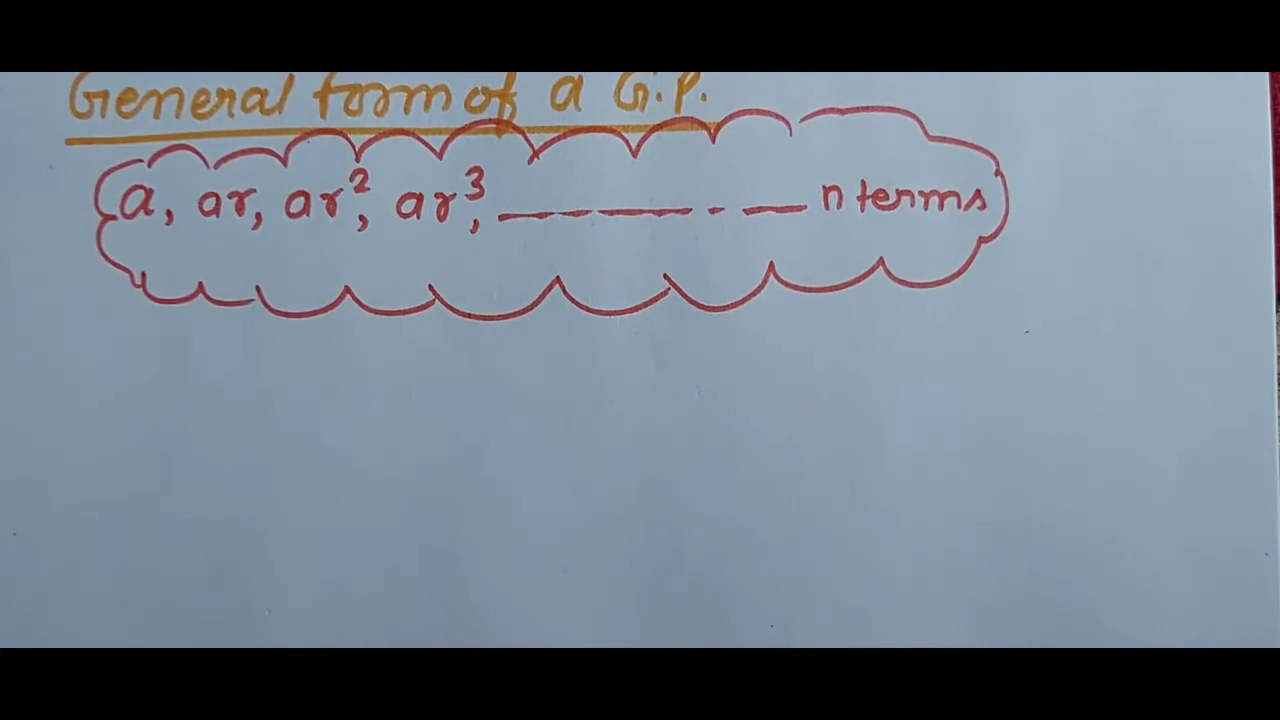 General form of a G.P.
a, ar, ar², ar³, _ _ _ _ . _ n terms